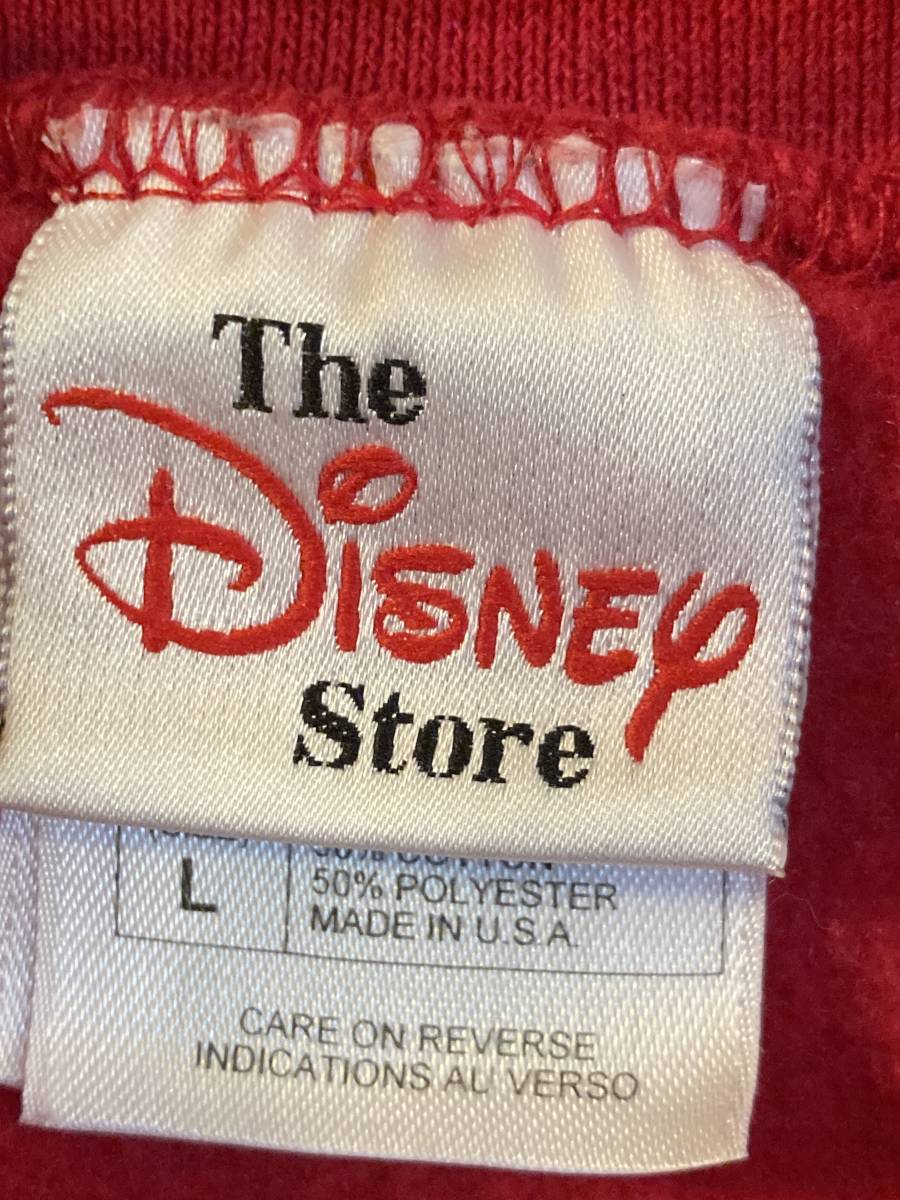 The
Disney
Store
L
50% POLYESTER
MADE IN U.S.A.
CARE ON REVERSE
INDICATIONS AU VERSO